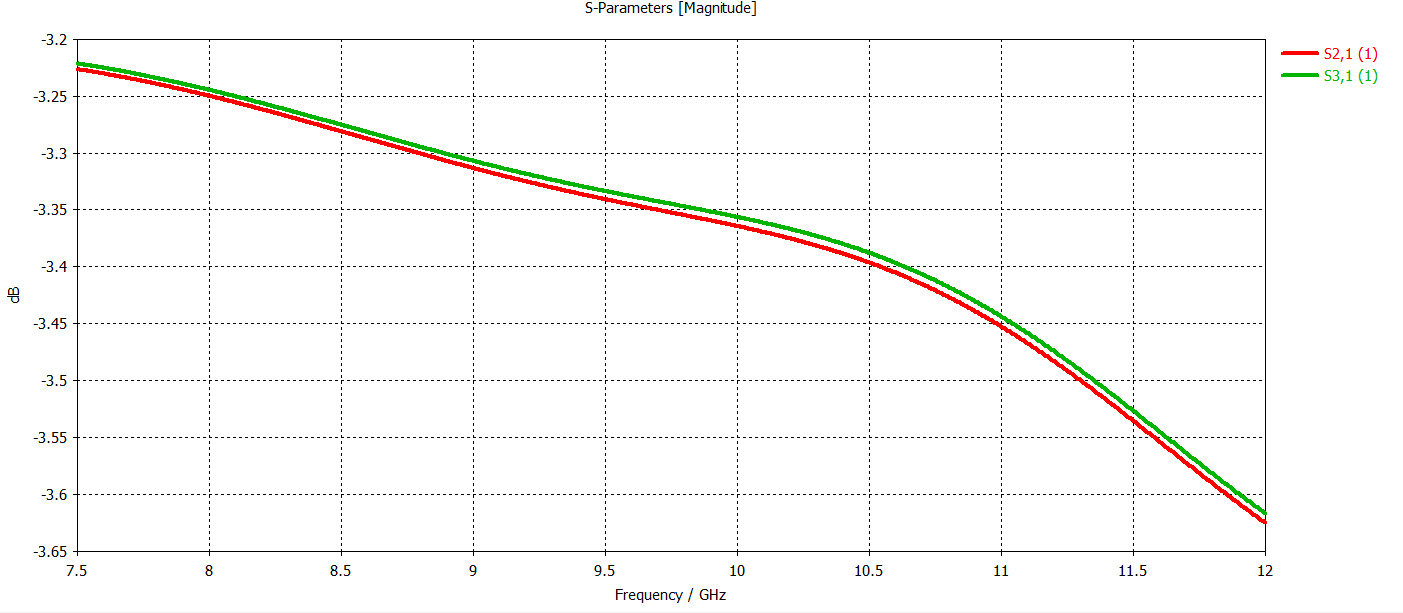 S-Parameters [Magnitude]
S2,1 (1)
S3,1 (1)
-3.2
-3.25
-3.3
-3.35
-3.4
-3.45
-3.5
-3.55
-3.6
-3.65
dB
7.5 8 8.5 9 9.5 10 10.5 11 11.5 12
Frequency / GHz